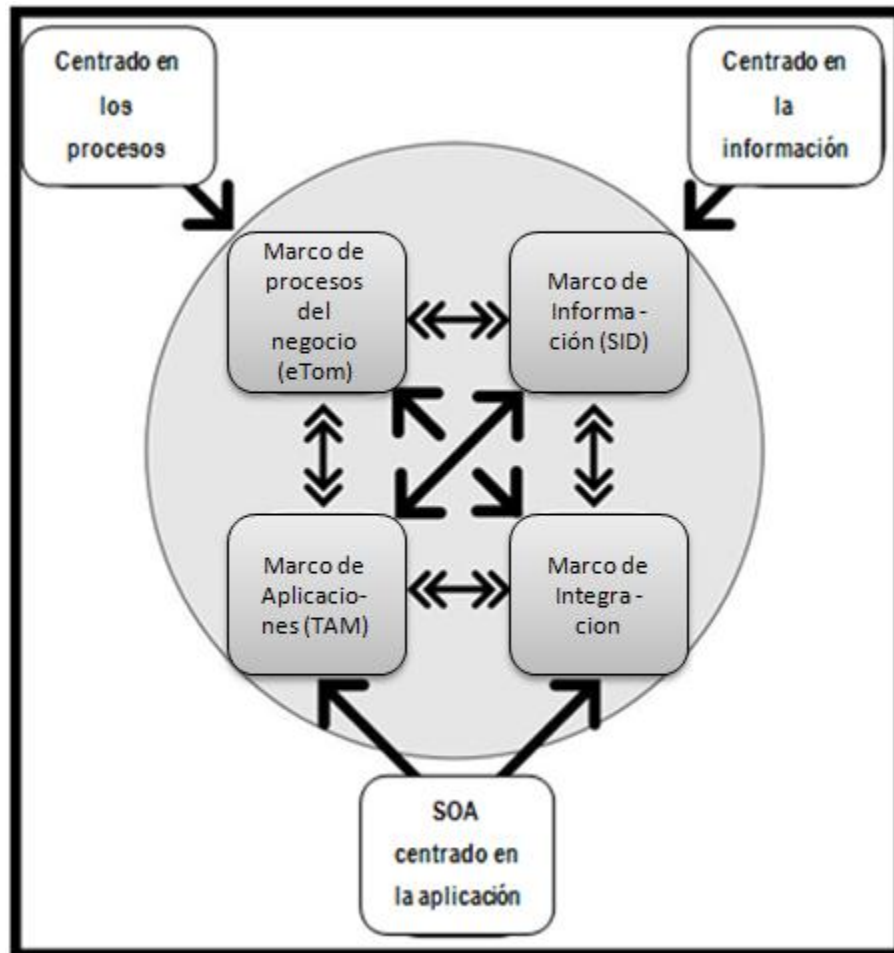 Centrado en
los
procesos
Centrado en
la
información
Marco de
procesos
del
negocio
(eTom)
Marco de
Informa -
ción (SID)
Marco de
Aplicacio-
nes (TAM)
Marco de
Integra -
cion
SOA
centrado en
la aplicación